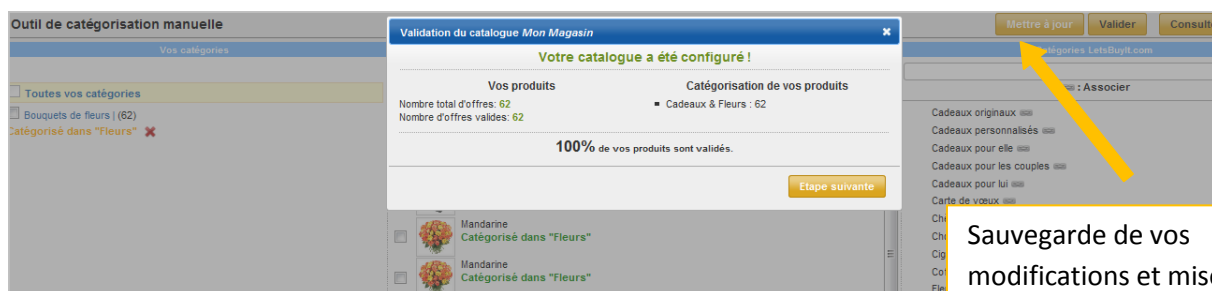 Outil de catégorisation manuelle
Mettre à jour
Valider
Vos catégories
Toutes vos catégories
Bouquets de fleurs | (62)
Catégorisé dans "Fleurs"
Validation du catalogue Mon Magasin
Votre catalogue a été configuré !
Vos produits
Nombre total d'offres: 62
Nombre d'offres valides: 62
Catégorisation de vos produits
Cadeaux & Fleurs : 62
100% de vos produits sont validés.
Etape suivante
Mandarine
Catégorisé dans "Fleurs"
Mandarine
Catégorisé dans "Fleurs"
LetsBuyIt.com
: Associer
Cadeaux originaux
Cadeaux personnalisés
Cadeaux pour elle
Cadeaux pour les couples
Cadeaux pour lui
Carte de vœux
Sauvegarde de vos
modifications et mise